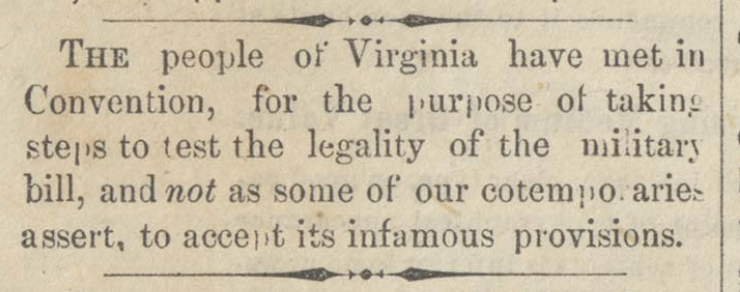 THE people of Virginia have met in
Convention, for the purpose of taking
steps to test the legality of the military
bill, and not as some of our cotemporaries
assert, to accept its infamous provisions.